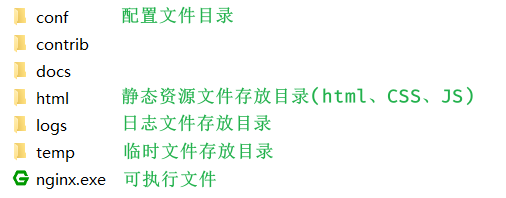 conf 配置文件目录
contrib
docs
html 静态资源文件存放目录(html、CSS、JS)
logs 日志文件存放目录
temp 临时文件存放目录
nginx.exe 可执行文件